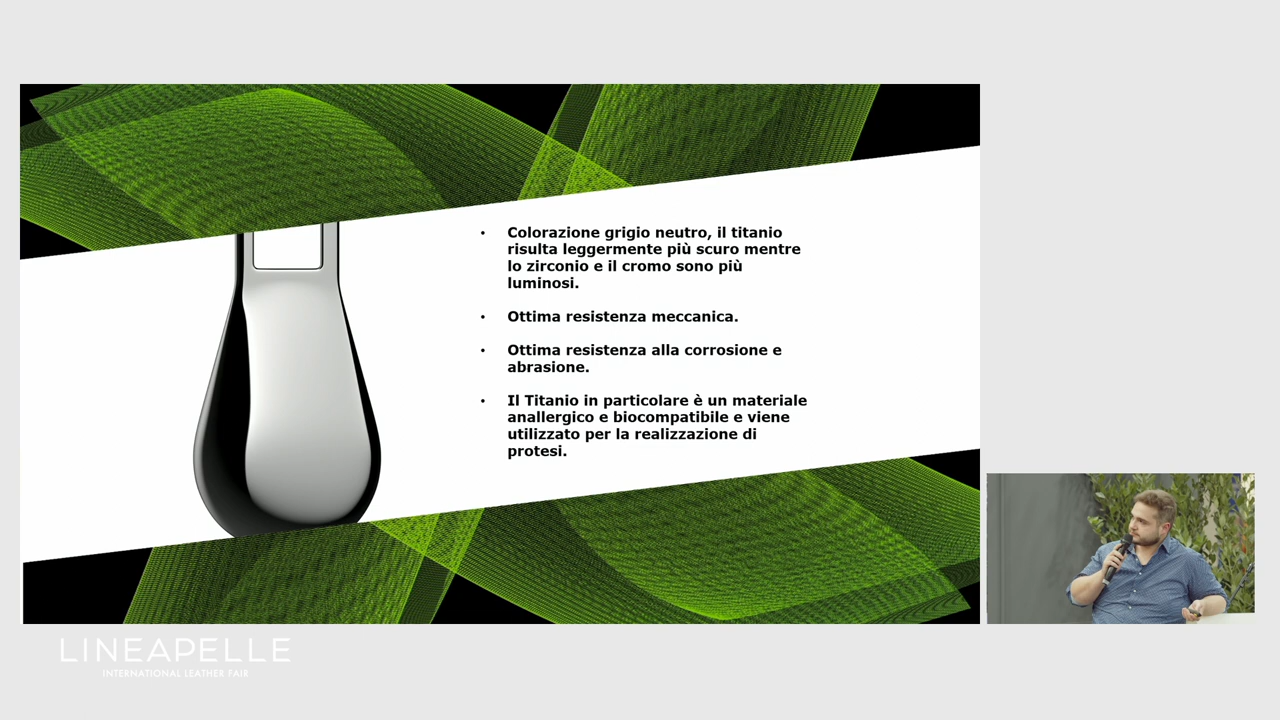 • Colorazione grigio neutro, il titanio
risulta leggermente più scuro mentre
lo zirconio e il cromo sono più
luminosi.
• Ottima resistenza meccanica.
• Ottima resistenza alla corrosione e
abrasione.
• Il Titanio in particolare è un materiale
anallergico e biocompatibile e viene
utilizzato per la realizzazione di
protesi.
LINEAPELLE
INTERNATIONAL LEATHER FAIR